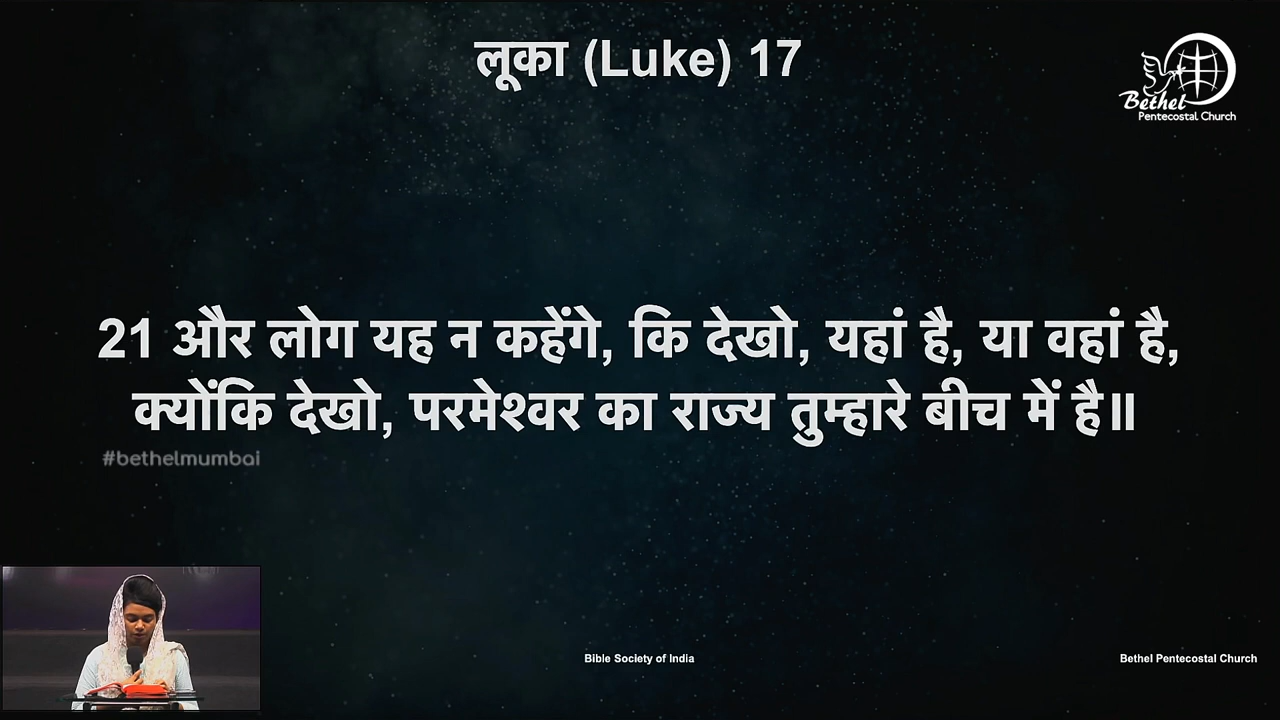 लूका (Luke) 17
Bethel
Pentecostal Church
21 और लोग यह न कहेंगे, कि देखो, यहां है, या वहां है,
क्योंकि देखो, परमेश्वर का राज्य तुम्हारे बीच में है॥
#bethelmumbai
Bible Society of India
Bethel Pentecostal Church